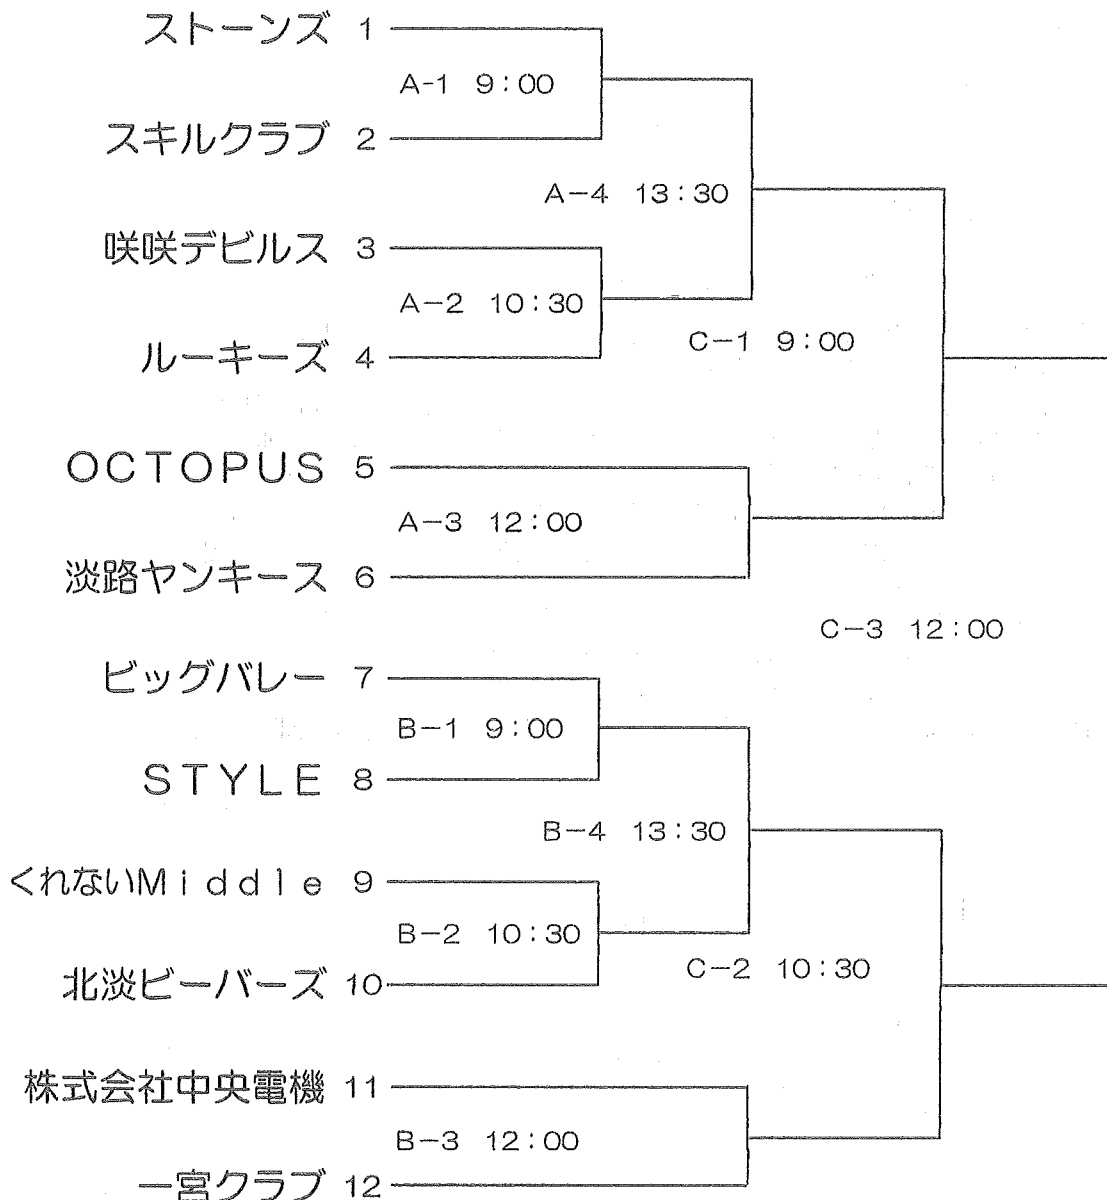 ストーンズ 1
A-1 9:00
スキルクラブ 2
A-4 13:30
咲咲デビルス 3
A-2 10:30
C-1 9:00
ルーキーズ 4
OCTOPUS 5
A-3 12:00
淡路ヤンキース 6
C-3 12:00
ビッグバレー 7
B-1 9:00
STYLE 8
B-4 13:30
くれないMiddle 9
B-2 10:30
C-2 10:30
北淡ビーバーズ 10
株式会社中央電機 11
B-3 12:00
一宮クラブ 12